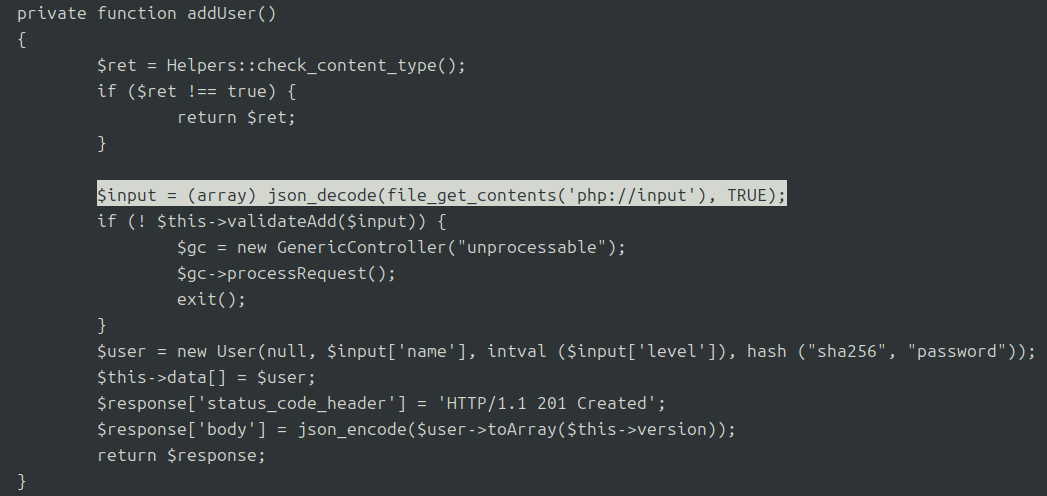 private function addUser()
{
        $ret = Helpers::check_content_type();
        if ($ret !== true) {
                return $ret;
        }

        $input = (array) json_decode(file_get_contents('php://input'), TRUE);
        if (! $this->validateAdd($input)) {
                $gc = new GenericController("unprocessable");
                $gc->processRequest();
                exit();
        }
        $user = new User(null, $input['name'], intval ($input['level']), hash ("sha256", "password"));
        $this->data[] = $user;
        $response['status_code_header'] = 'HTTP/1.1 201 Created';
        $response['body'] = json_encode($user->toArray($this->version));
        return $response;
}